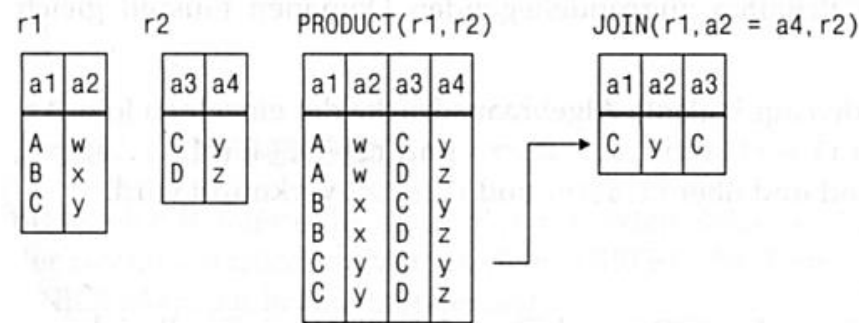 r1 r2 PRODUCT(r1,r2) JOIN(r1,a2 = a4,r2)
a1 a2 a3 a4 a1 a2 a3 a4 a1 a2 a3
A w C y A w C y C y C
B x D z A w D z
C y B x C y
B x D z
C y C y
C y D z